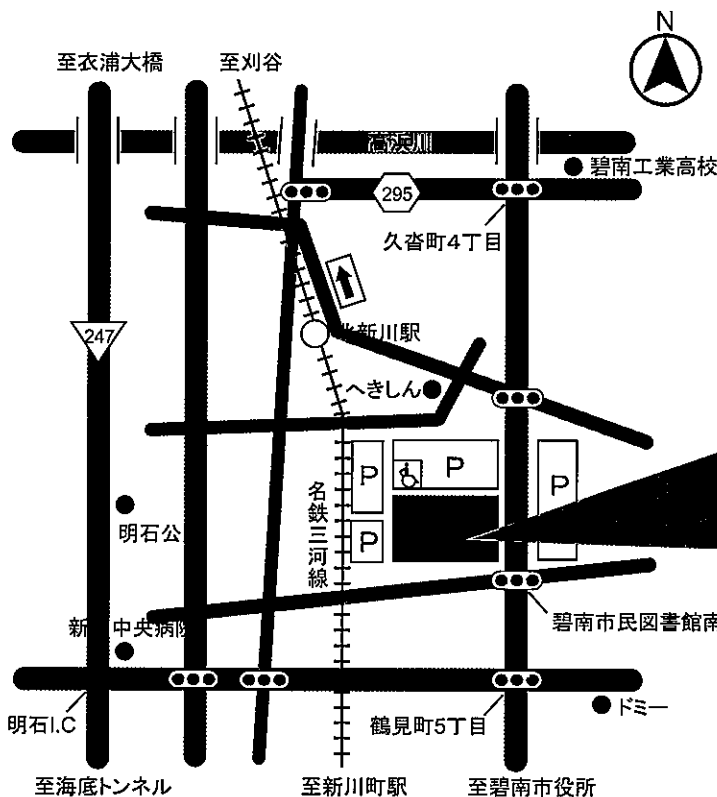 N
至衣浦大橋
至刈谷
高浜川
碧南工業高校
295
久沓町4丁目
247
北新川駅
へきしん
P
P
P
P
名鉄三河線
明石公
碧南市民図書館南
新川中央病院
明石I.C
鶴見町5丁目
ドミー
至海底トンネル
至新川町駅
至碧南市役所